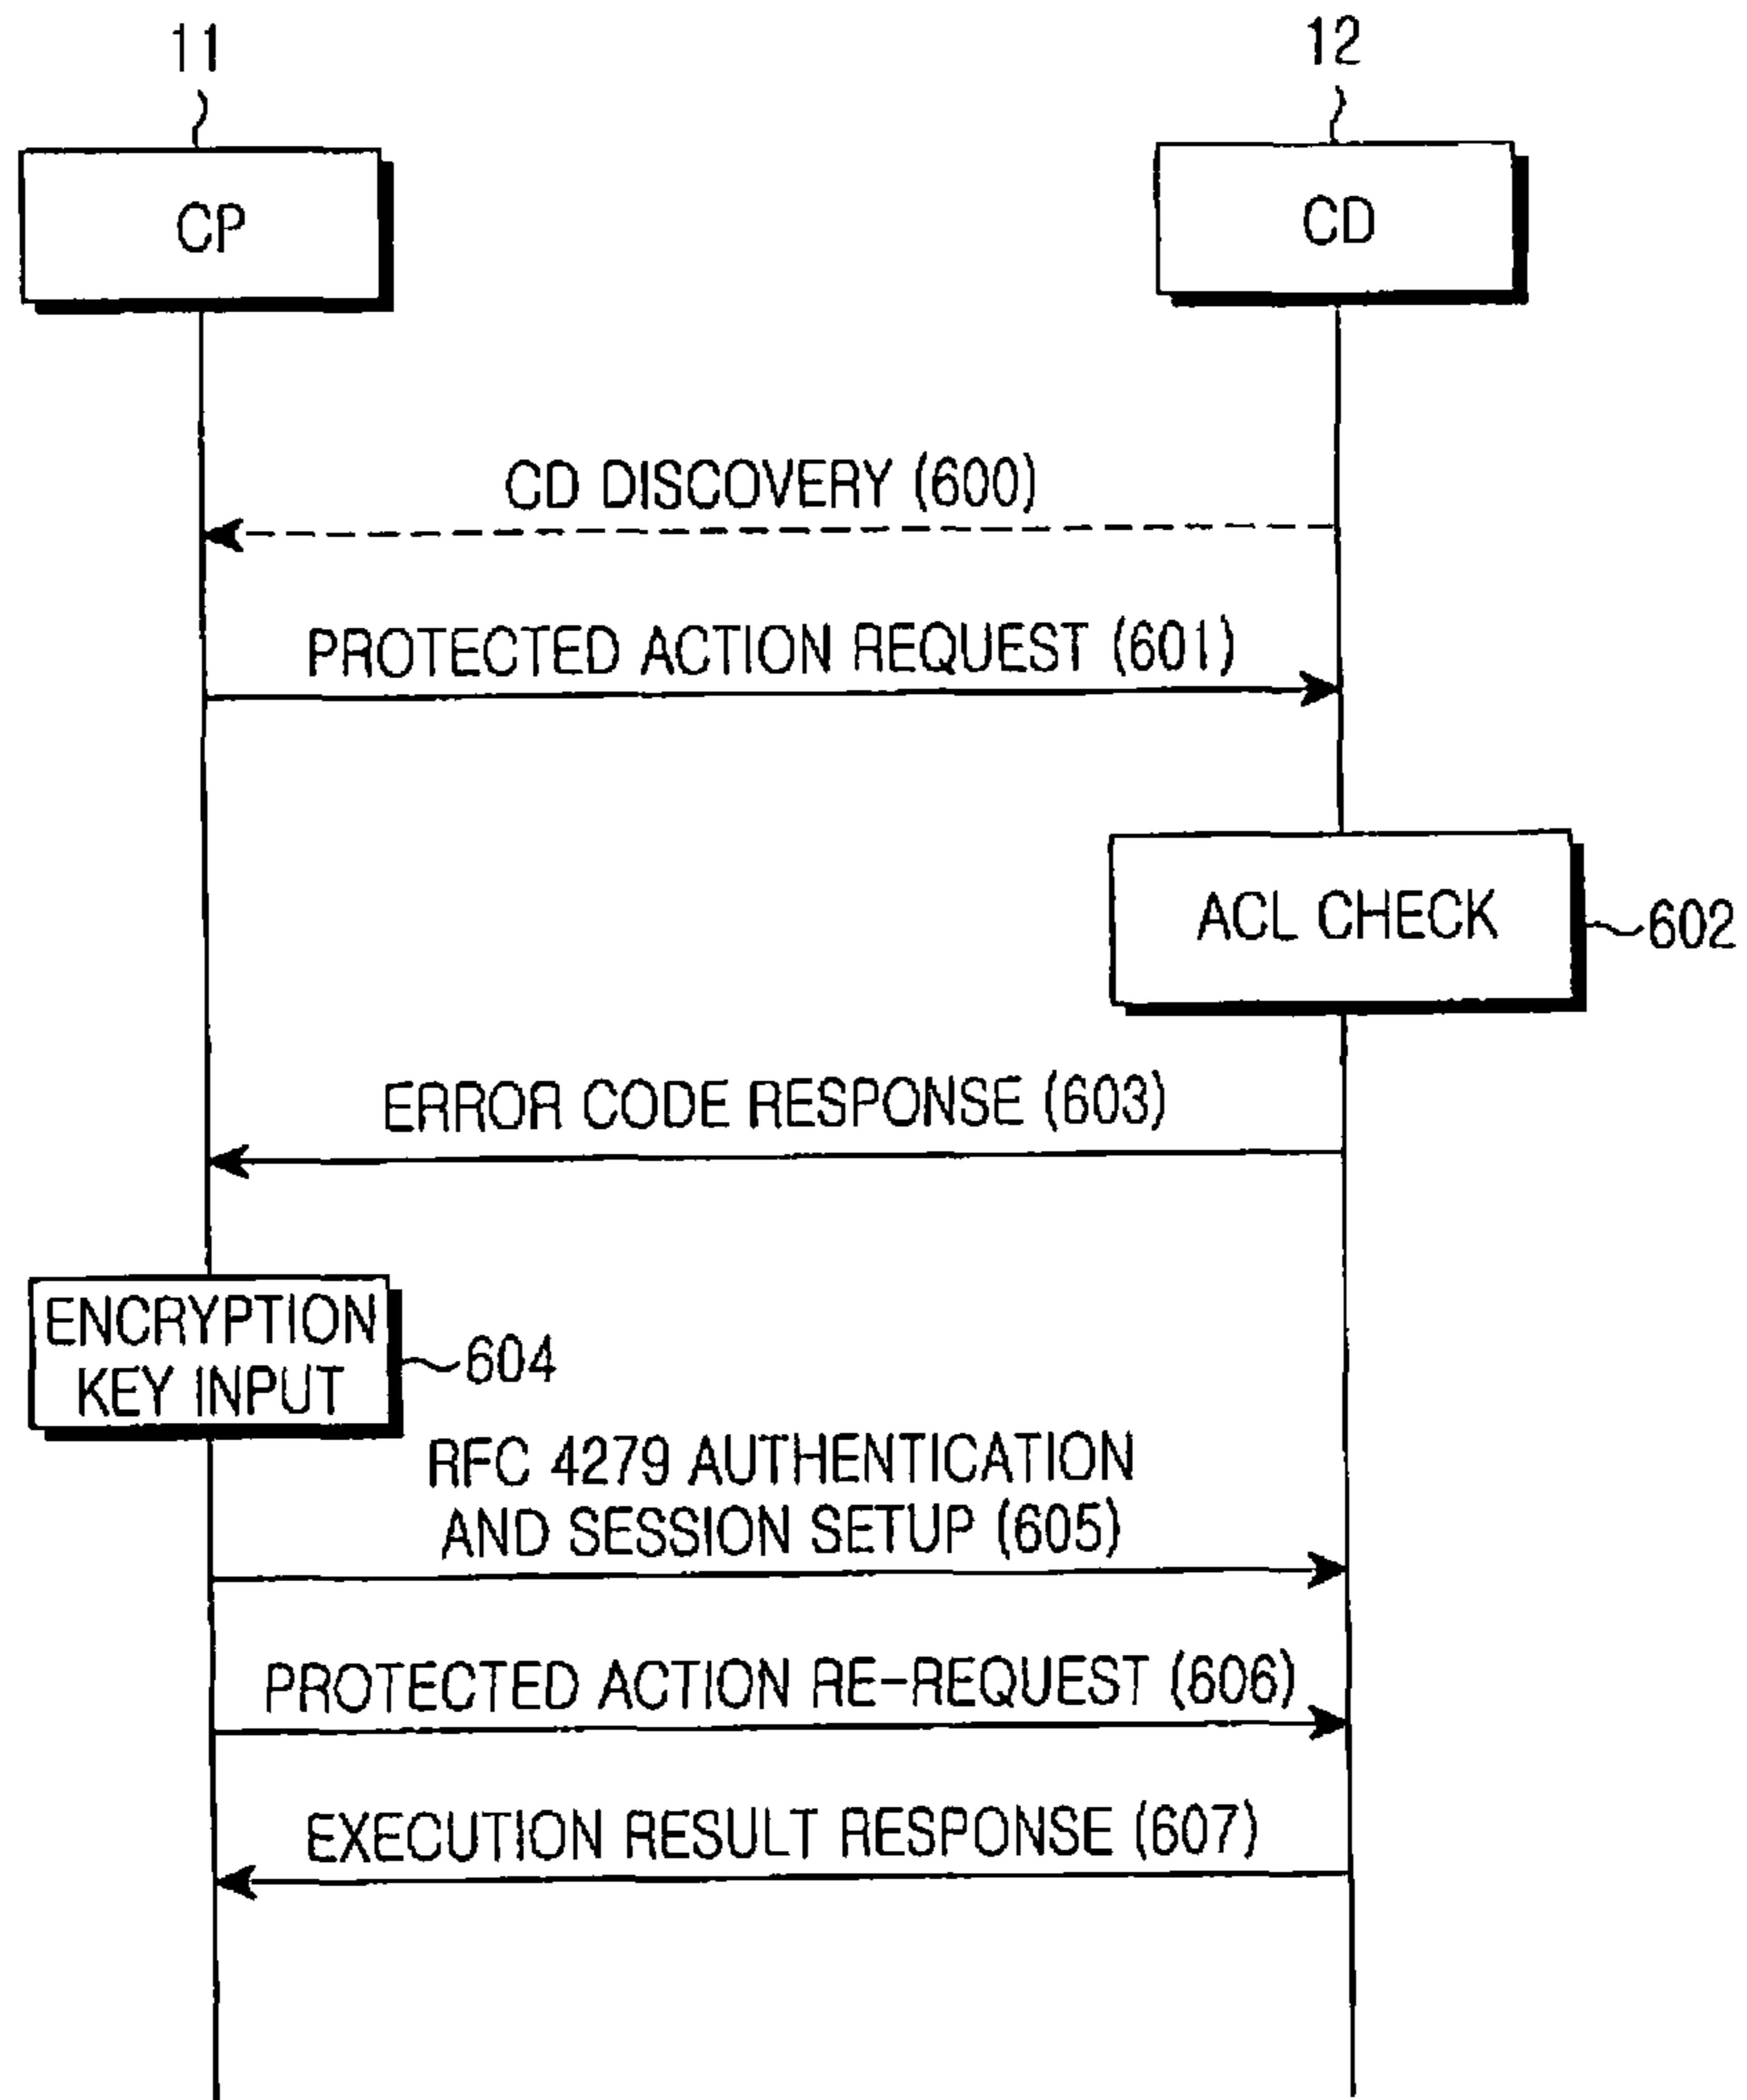 11
12
CP
CD
CD DISCOVERY (600)
PROTECTED ACTION REQUEST (601)
ACL CHECK
602
ERROR CODE RESPONSE (603)
ENCRYPTION
KEY INPUT
604
RFC 4279 AUTHENTICATION
AND SESSION SETUP (605)
PROTECTED ACTION RE-REQUEST (606)
EXECUTION RESULT RESPONSE (607)